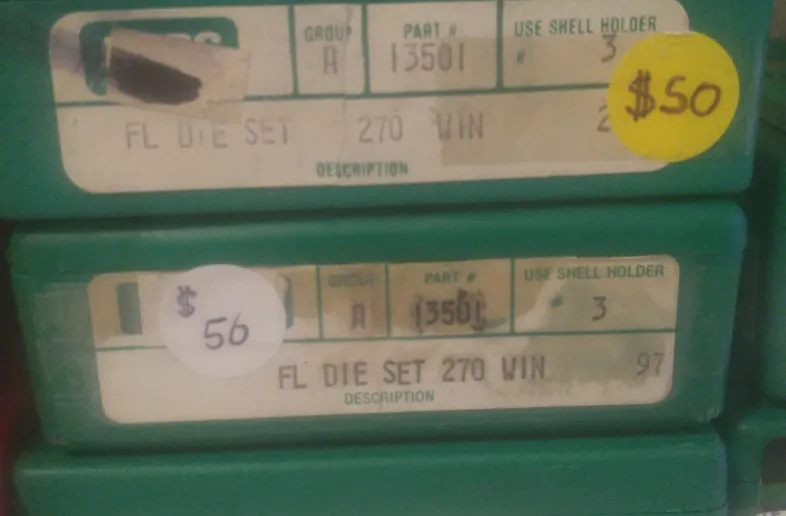 GROUP PART # USE SHELL HOLDER
A 13501 # 3
$50
FL DIE SET 270 WIN
DESCRIPTION
GROUP PART # USE SHELL HOLDER
$56 A 13501 # 3
FL DIE SET 270 WIN 97
DESCRIPTION